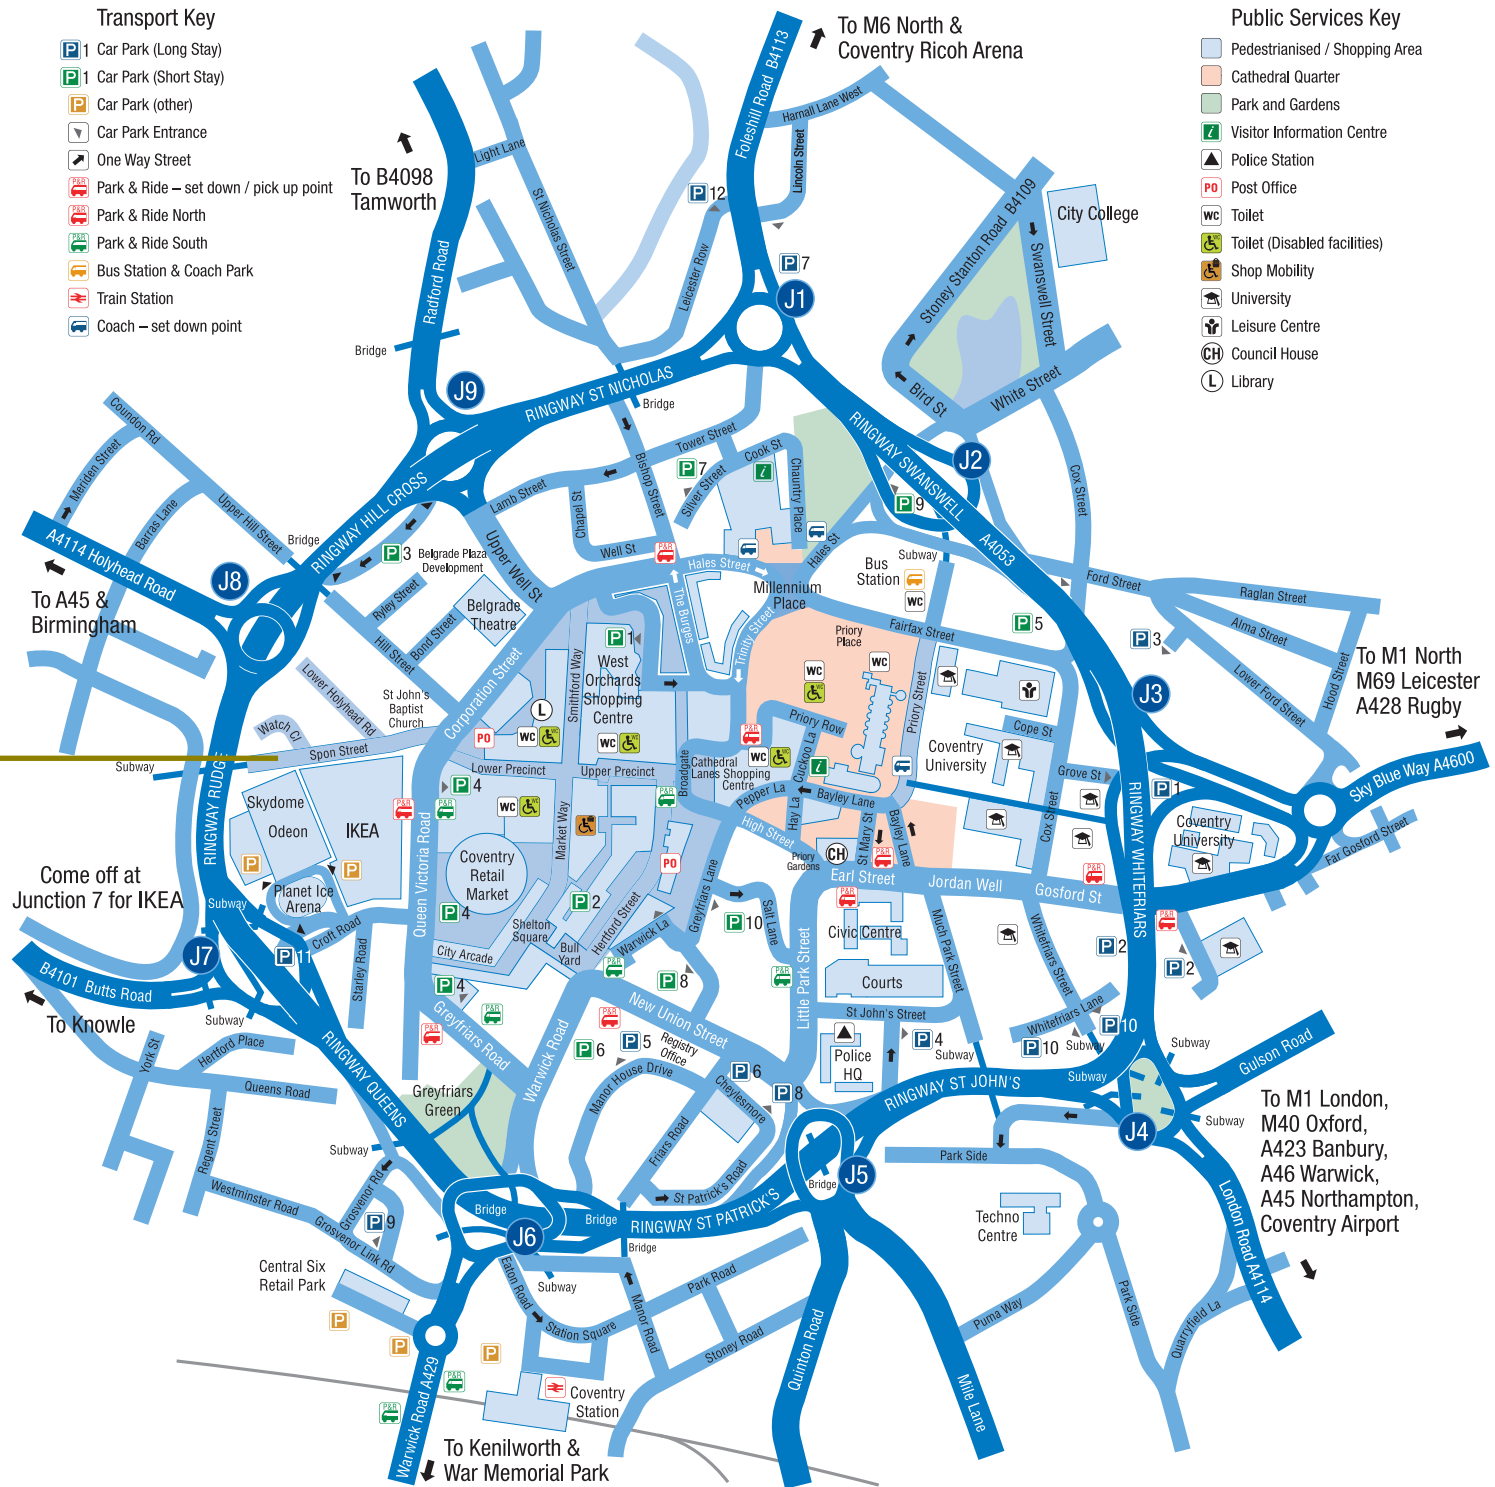 Transport Key
P 1 Car Park (Long Stay)
P 1 Car Park (Short Stay)
P Car Park (other)
Car Park Entrance
One Way Street
P&R Park & Ride – set down / pick up point
P&R Park & Ride North
P&R Park & Ride South
Bus Station & Coach Park
Train Station
Coach – set down point
Public Services Key
Pedestrianised / Shopping Area
Cathedral Quarter
Park and Gardens
i Visitor Information Centre
Police Station
PO Post Office
WC Toilet
WC Toilet (Disabled facilities)
Shop Mobility
University
Leisure Centre
CH Council House
L Library
To M6 North &
Coventry Ricoh Arena
Foleshill Road B4113
Harnall Lane West
Lincoln Street
Light Lane
To B4098
Tamworth
St Nicholas Street
P 12
Leicester Row
P 7
J1
Radford Road
Bridge
J9
RINGWAY ST NICHOLAS
Bridge
Stoney Stanton Road B4109
City College
Swanswell Street
Bird St
White Street
RINGWAY SWANSWELL
A4053
J2
Cox Street
Coundon Rd
Meriden Street
Barras Lane
Upper Hill Street
Bridge
RINGWAY HILL CROSS
A4114 Holyhead Road
To A45 &
Birmingham
J8
Tower Street
Cook St
P 7
Silver Street
Chauntry Place
i
Lamb Street
Chapel St
Bishop Street
Well St
P&R
Hales Street
Hales St
P 9
P 3
Belgrade Plaza
Development
Upper Well St
Ryley Street
Bond Street
Hill Street
Belgrade
Theatre
The Burges
Millennium
Place
Trinity Street
Bus
Station
WC
Subway
Fairfax Street
Ford Street
Raglan Street
Alma Street
Lower Ford Street
Hood Street
P 5
P 3
J3
To M1 North
M69 Leicester
A428 Rugby
Sky Blue Way A4600
Far Gosford Street
Priory
Place
WC
WC
Priory Street
Priory Row
Cuckoo La
i
Coventry
University
Cope St
Grove St
Cox Street
P 1
RINGWAY WHITEFRIARS
Coventry
University
P 1
West
Orchards
Shopping
Centre
Smithford Way
Corporation Street
St John's
Baptist
Church
Lower Holyhead Rd
Watch Cl
Spon Street
Subway
RINGWAY RUDGE
PO
L
WC
WC
Lower Precinct
Upper Precinct
Broadgate
P&R
WC
Cathedral
Lanes Shopping
Centre
Pepper La
High Street
Hay La
Bayley Lane
Bayley Lane
St Mary St
CH
Priory
Gardens
P&R
Earl Street
Jordan Well
Gosford St
P&R
P&R
P&R
Skydome
Odeon
IKEA
P
P
Planet Ice
Arena
P&R
P&R
P 4
WC
Market Way
P&R
Queen Victoria Road
Coventry
Retail
Market
PO
P 4
P 2
Shelton
Square
Bull
Yard
Hertford Street
City Arcade
Warwick La
Greyfriars Lane
P 10
Salt Lane
Come off at
Junction 7 for IKEA
Subway
Croft Road
P 11
Starley Road
J7
B4101 Butts Road
To Knowle
Subway
P 4
P&R
P&R
Greyfriars Road
P&R
P&R
P 8
New Union Street
Warwick Road
P 6
P 5
Registry
Office
P&R
Little Park Street
Civic Centre
Courts
St John's Street
Police
HQ
P 4
Subway
Much Park Street
Whitefriars Street
Whitefriars Lane
P 2
P 2
P 10
P 10
Subway
Subway
Subway
Subway
Gulson Road
J4
To M1 London,
M40 Oxford,
A423 Banbury,
A46 Warwick,
A45 Northampton,
Coventry Airport
London Road A4114
York St
Hertford Place
Queens Road
Regent Street
Westminster Road
RINGWAY QUEENS
Greyfriars
Green
Subway
Grosvenor Rd
P 9
Grosvenor Link Rd
Manor House Drive
P 6
Cheylesmore
P 8
Friars Road
St Patrick's Road
RINGWAY ST PATRICK'S
RINGWAY ST JOHN'S
J5
Bridge
Park Side
Techno
Centre
Puma Way
Park Side
Quarryfield La
Mile Lane
Quinton Road
Bridge
J6
Bridge
Bridge
Subway
Central Six
Retail Park
P
P
P
Eaton Road
Station Square
Manor Road
Park Road
Stoney Road
Coventry
Station
P&R
P&R
Warwick Road A429
To Kenilworth &
War Memorial Park